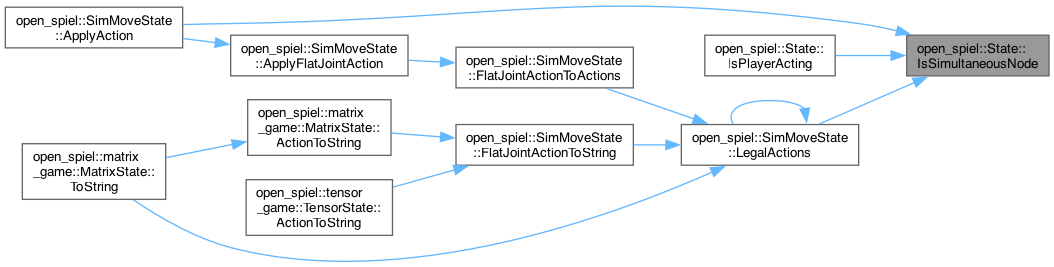 open_spiel::SimMoveState
::ApplyAction
open_spiel::SimMoveState
::ApplyFlatJointAction
open_spiel::SimMoveState
::FlatJointActionToActions
open_spiel::State::
IsPlayerActing
open_spiel::State::
IsSimultaneousNode
open_spiel::matrix
_game::MatrixState::
ToString
open_spiel::matrix
_game::MatrixState::
ActionToString
open_spiel::SimMoveState
::FlatJointActionToString
open_spiel::SimMoveState
::LegalActions
open_spiel::tensor
_game::TensorState::
ActionToString